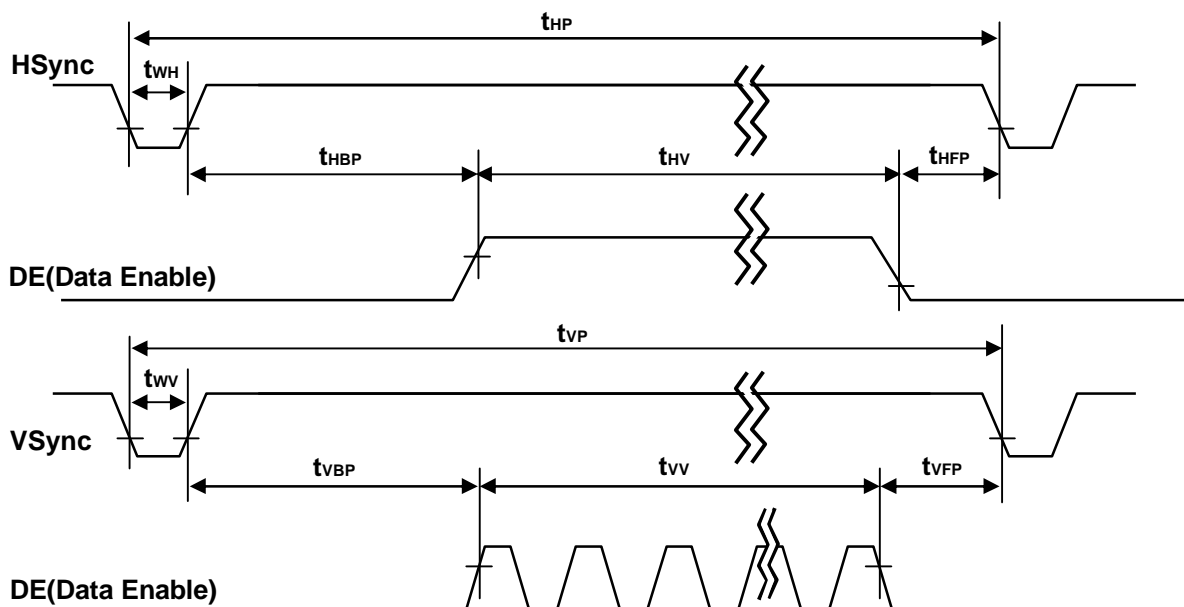 tHP
HSync
tWH
tHBP
tHV
tHFP
DE(Data Enable)
tVP
tWV
VSync
tVBP
tVV
tVFP
DE(Data Enable)